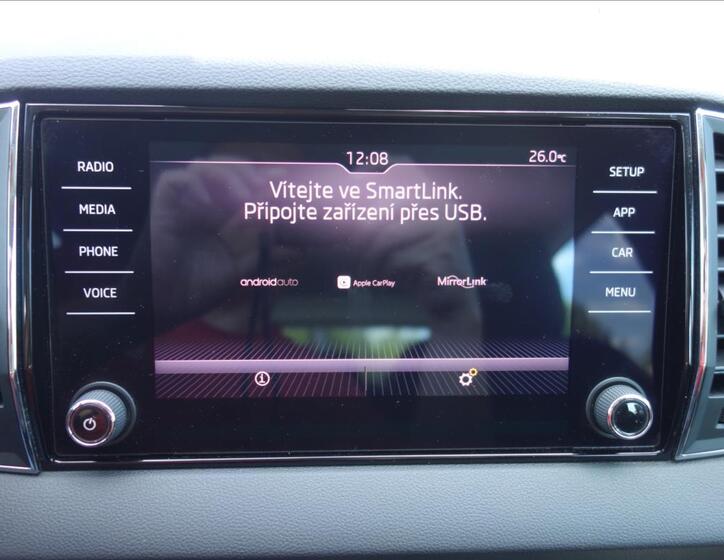 12:08
26.0°C
Vítejte ve SmartLink.
Připojte zařízení přes USB.
androidauto
Apple CarPlay
MirrorLink
RADIO
MEDIA
PHONE
VOICE
SETUP
APP
CAR
MENU